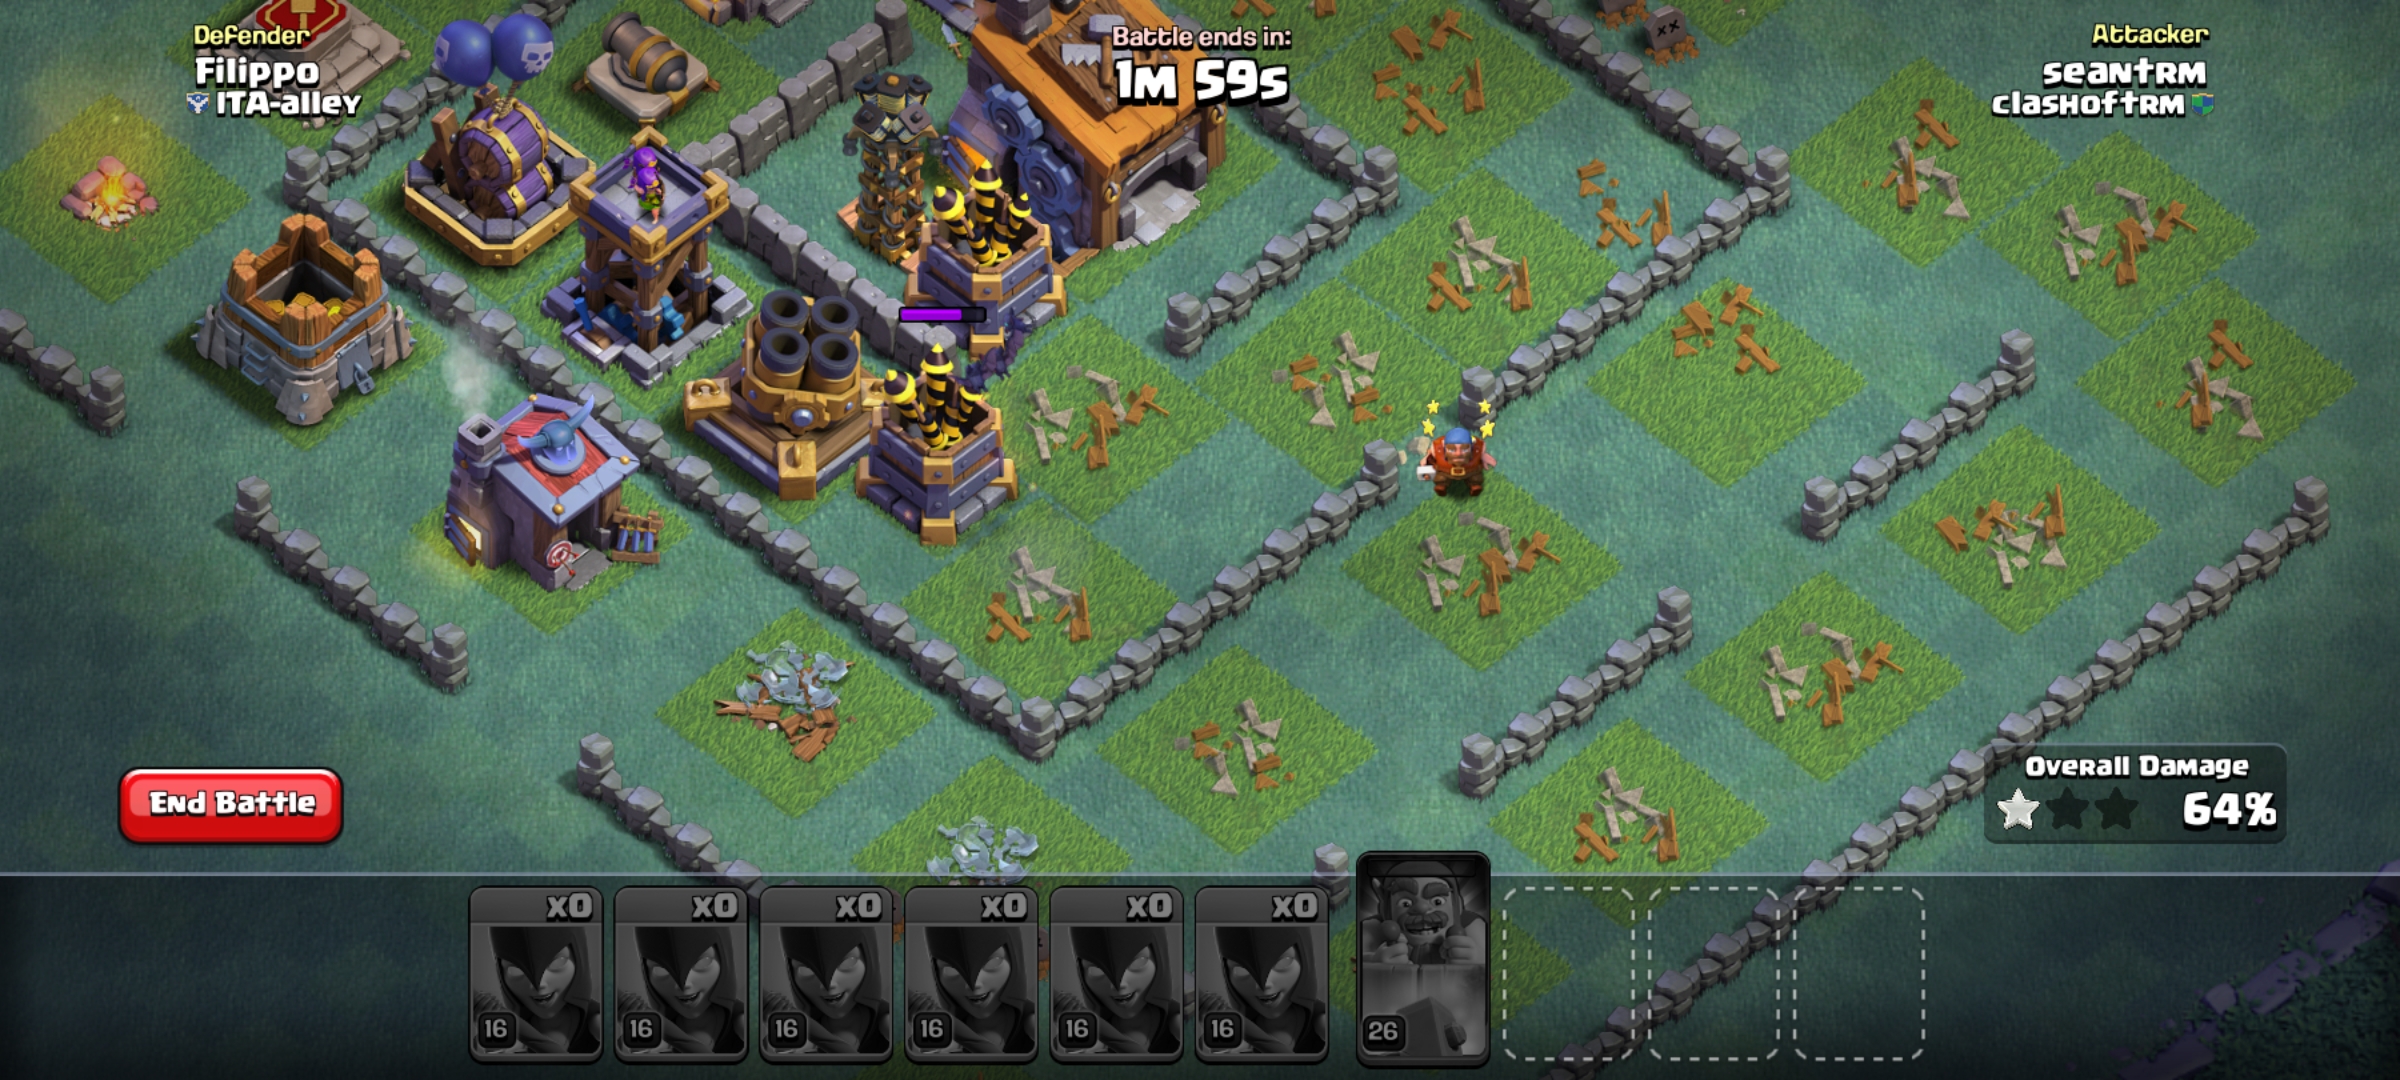 Defender
Filippo
ITA-alley
Battle ends in:
1M 59s
Attacker
seantRM
clashoftRM
End Battle
Overall Damage
64%
x0
x0
x0
x0
x0
x0
16
16
16
16
16
16
26